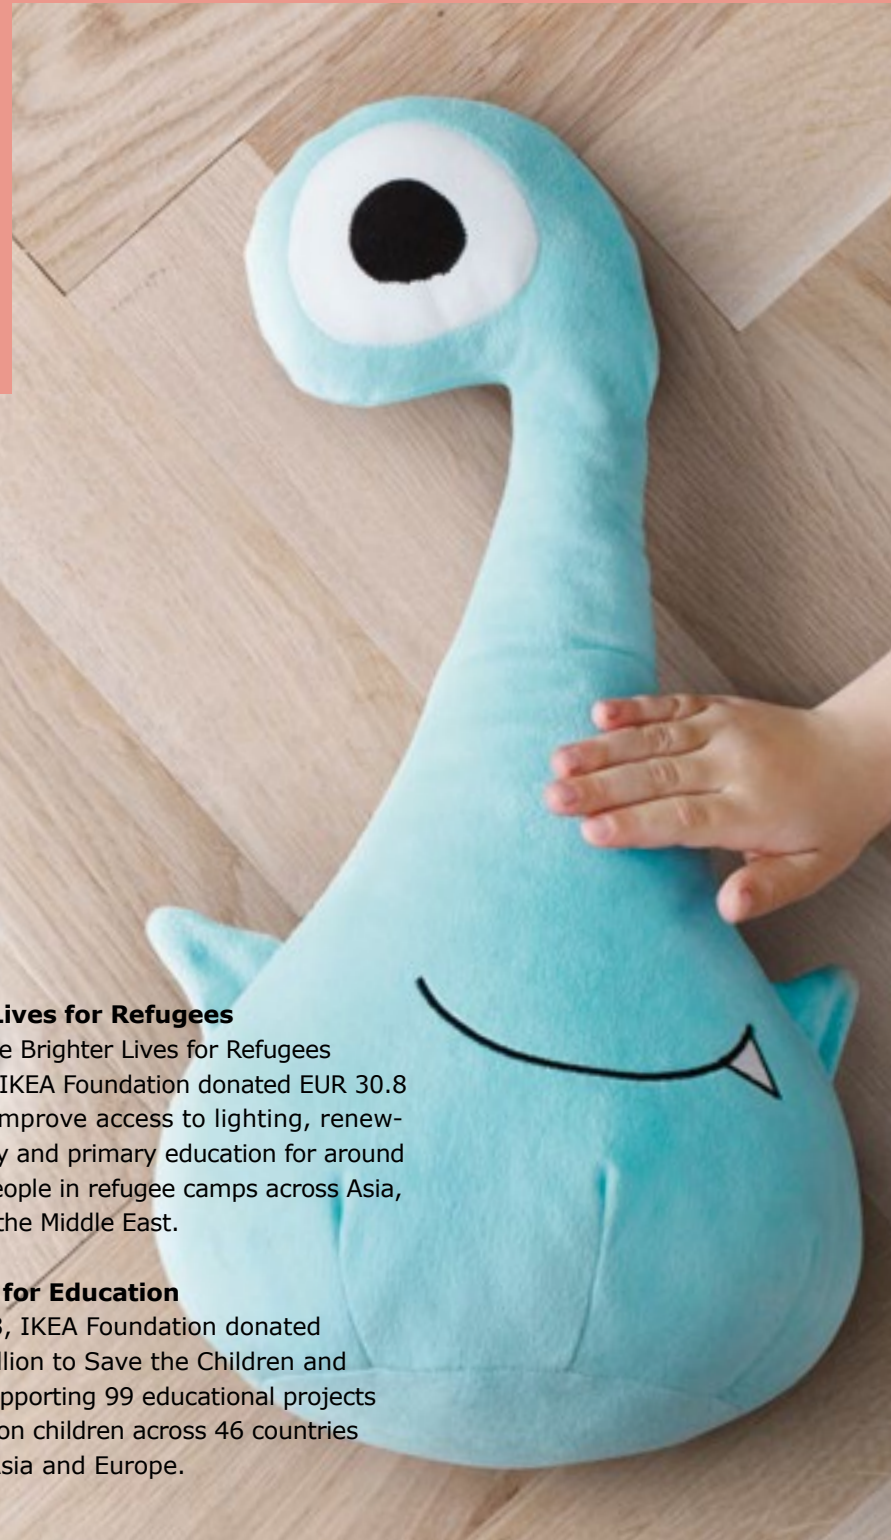 ives for Refugees
e Brighter Lives for Refugees
IKEA Foundation donated EUR 30.8
mprove access to lighting, renew-
y and primary education for around
eople in refugee camps across Asia,
the Middle East.
for Education
, IKEA Foundation donated
llion to Save the Children and
pporting 99 educational projects
on children across 46 countries
sia and Europe.